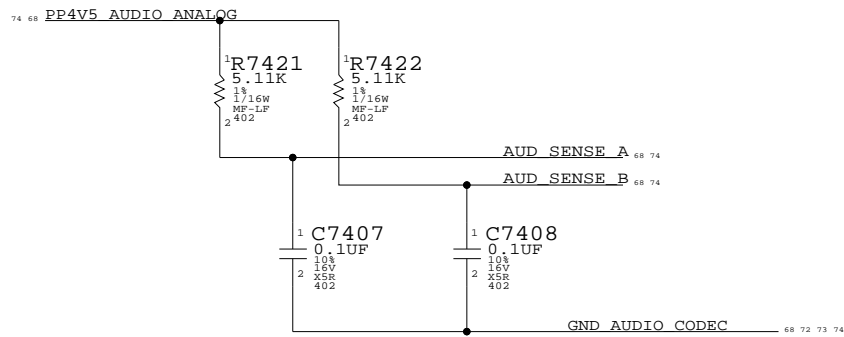 74 68 PP4V5_AUDIO_ANALOG
1 R7421
5.11K
1%
1/16W
MF-LF
402
2
1 R7422
5.11K
1%
1/16W
MF-LF
402
2
AUD_SENSE_A 68 74
AUD_SENSE_B 68 74
1 C7407
0.1UF
10%
16V
2 X5R
402
1 C7408
0.1UF
10%
16V
2 X5R
402
GND_AUDIO_CODEC 68 72 73 74